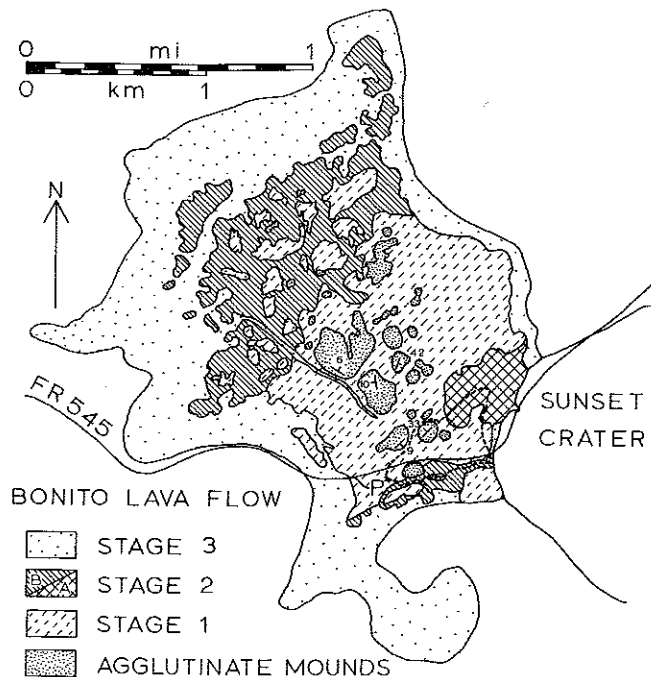 0 mi 1
0 km 1
N
FR 545
SUNSET
CRATER
P
BONITO LAVA FLOW
STAGE 3
B A STAGE 2
STAGE 1
AGGLUTINATE MOUNDS